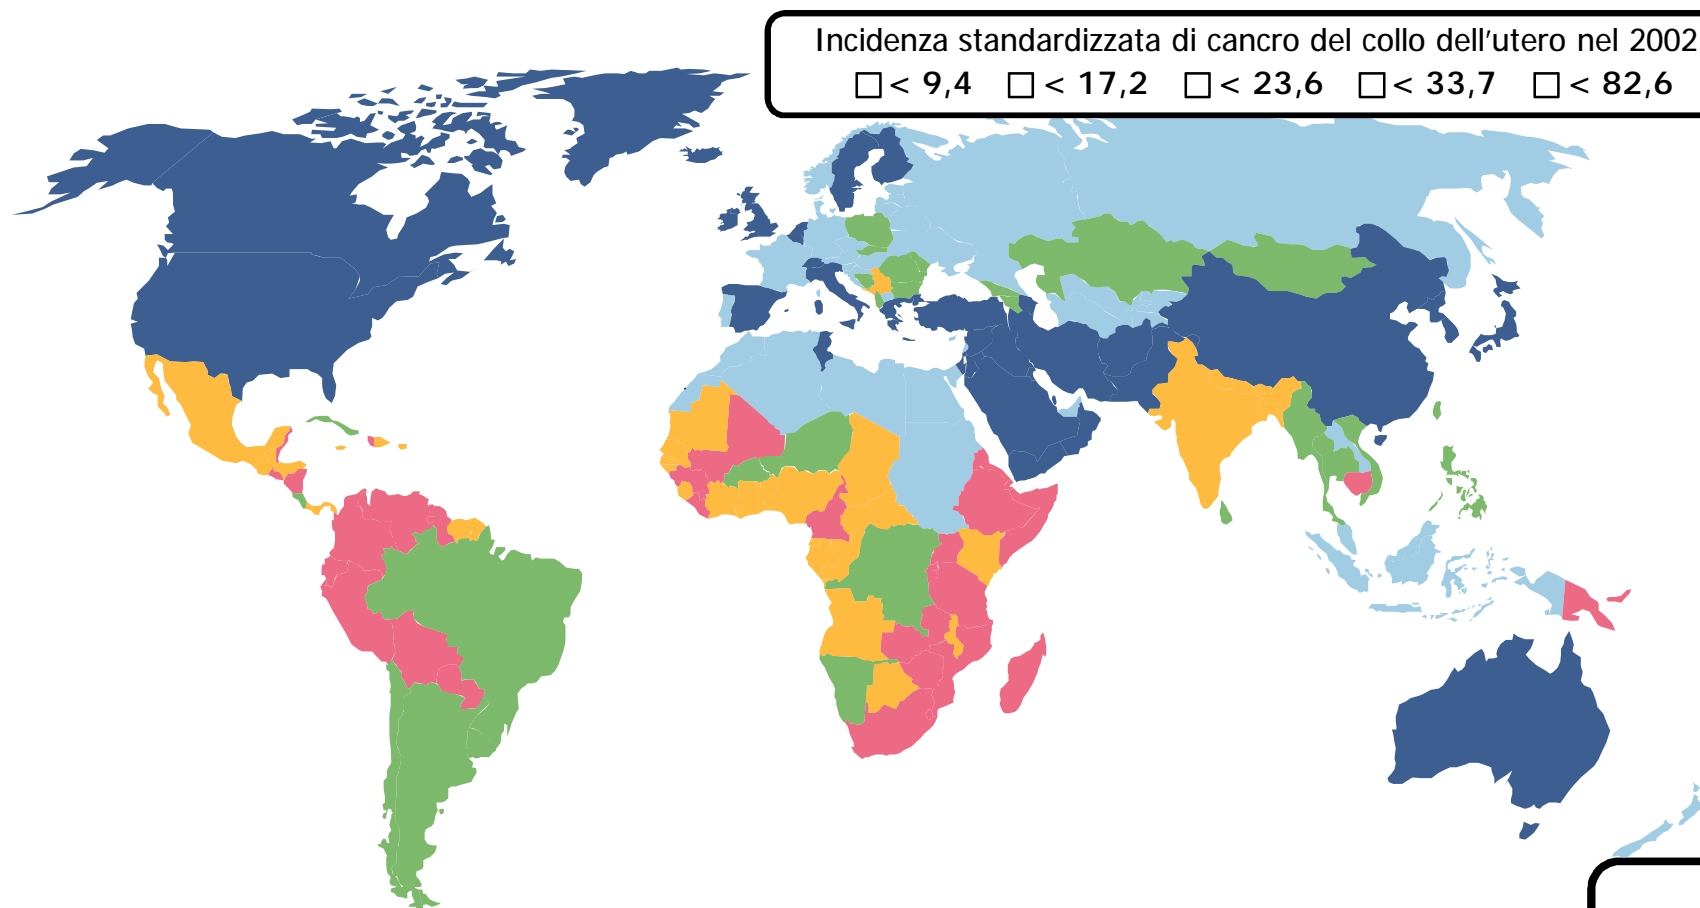 Incidenza standardizzata di cancro del collo dell'utero nel 2002
< 9,4 < 17,2 < 23,6 < 33,7 < 82,6